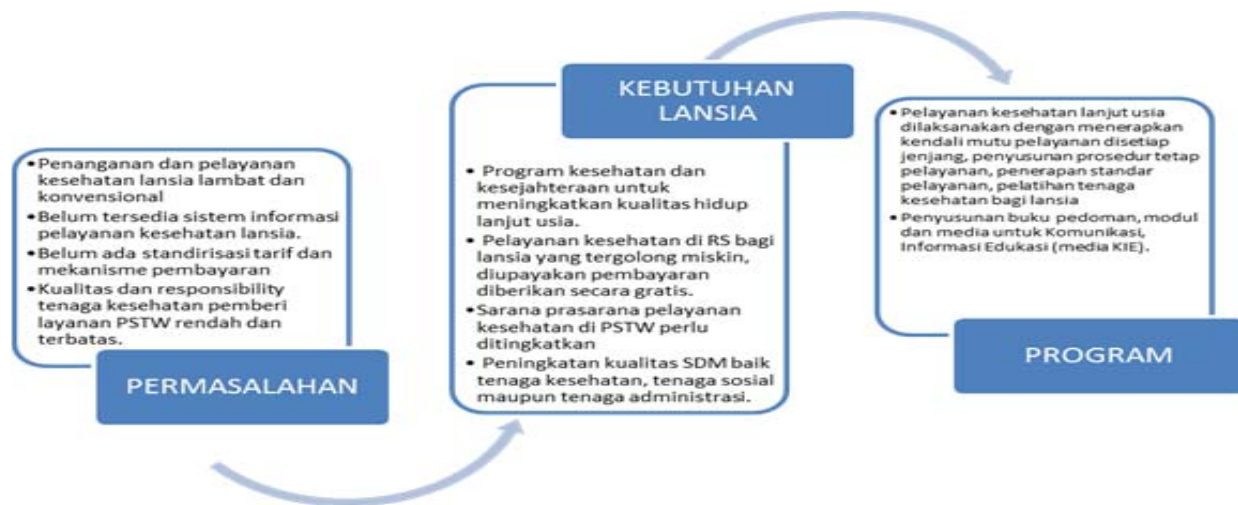 •Penanganan dan pelayanan
kesehatan lansia lambat dan
konvensional
•Belum tersedia sistem informasi
pelayanan kesehatan lansia.
•Belum ada standirisasi tarif dan
mekanisme pembayaran
•Kualitas dan responsibility
tenaga kesehatan pemberi
layanan PSTW rendah dan
terbatas.
PERMASALAHAN
KEBUTUHAN
LANSIA
• Program kesehatan dan
kesejahteraan untuk
meningkatkan kualitas hidup
lanjut usia.
• Pelayanan kesehatan di RS bagi
lansia yang tergolong miskin,
diupayakan pembayaran
diberikan secara gratis.
•Sarana prasarana pelayanan
kesehatan di PSTW perlu
ditingkatkan
• Peningkatan kualitas SDM baik
tenaga kesehatan, tenaga sosial
maupun tenaga administrasi.
•Pelayanan kesehatan lanjut usia
dilaksanakan dengan menerapkan
kendali mutu pelayanan disetiap
jenjang, penyusunan prosedur tetap
pelayanan, penerapan standar
pelayanan, pelatihan tenaga
kesehatan bagi lansia
•Penyusunan buku pedoman, modul
dan media untuk Komunikasi,
Informasi Edukasi (media KIE).
PROGRAM